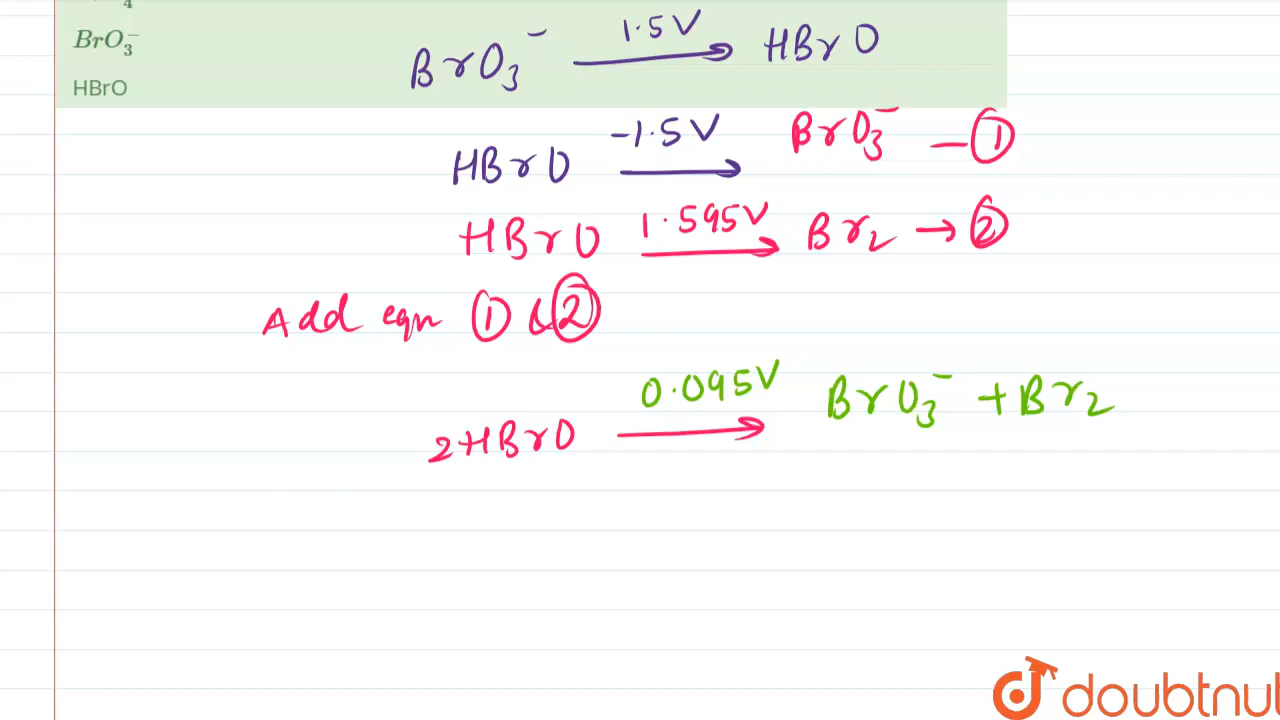 BrO₃⁻
HBrO
BrO₃⁻ 1.5V → HBrO
HBrO -1.5V → BrO₃⁻ — ①
HBrO 1.595V → Br₂ → ②
Add eqn ① & ②
2HBrO 0.095V → BrO₃⁻ + Br₂
doubtnut